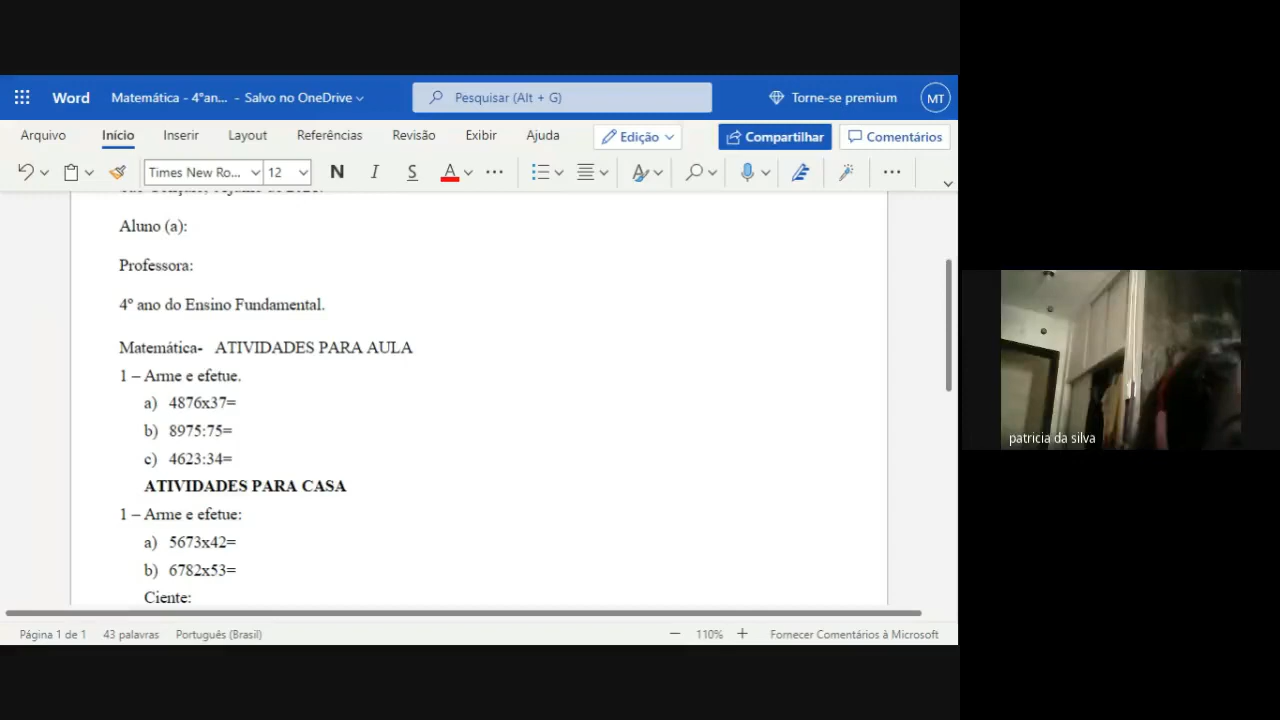 Word Matemática - 4ºan... - Salvo no OneDrive Pesquisar (Alt + G) Torne-se premium MT
Arquivo Início Inserir Layout Referências Revisão Exibir Ajuda Edição Compartilhar Comentários
Times New Ro... 12 N I S A ...
Aluno (a):
Professora:
4º ano do Ensino Fundamental.
Matemática- ATIVIDADES PARA AULA
1 – Arme e efetue.
a) 4876x37=
b) 8975:75=
c) 4623:34=
ATIVIDADES PARA CASA
1 – Arme e efetue:
a) 5673x42=
b) 6782x53=
Ciente:
patricia da silva
Página 1 de 1 43 palavras Português (Brasil) 110% Fornecer Comentários à Microsoft